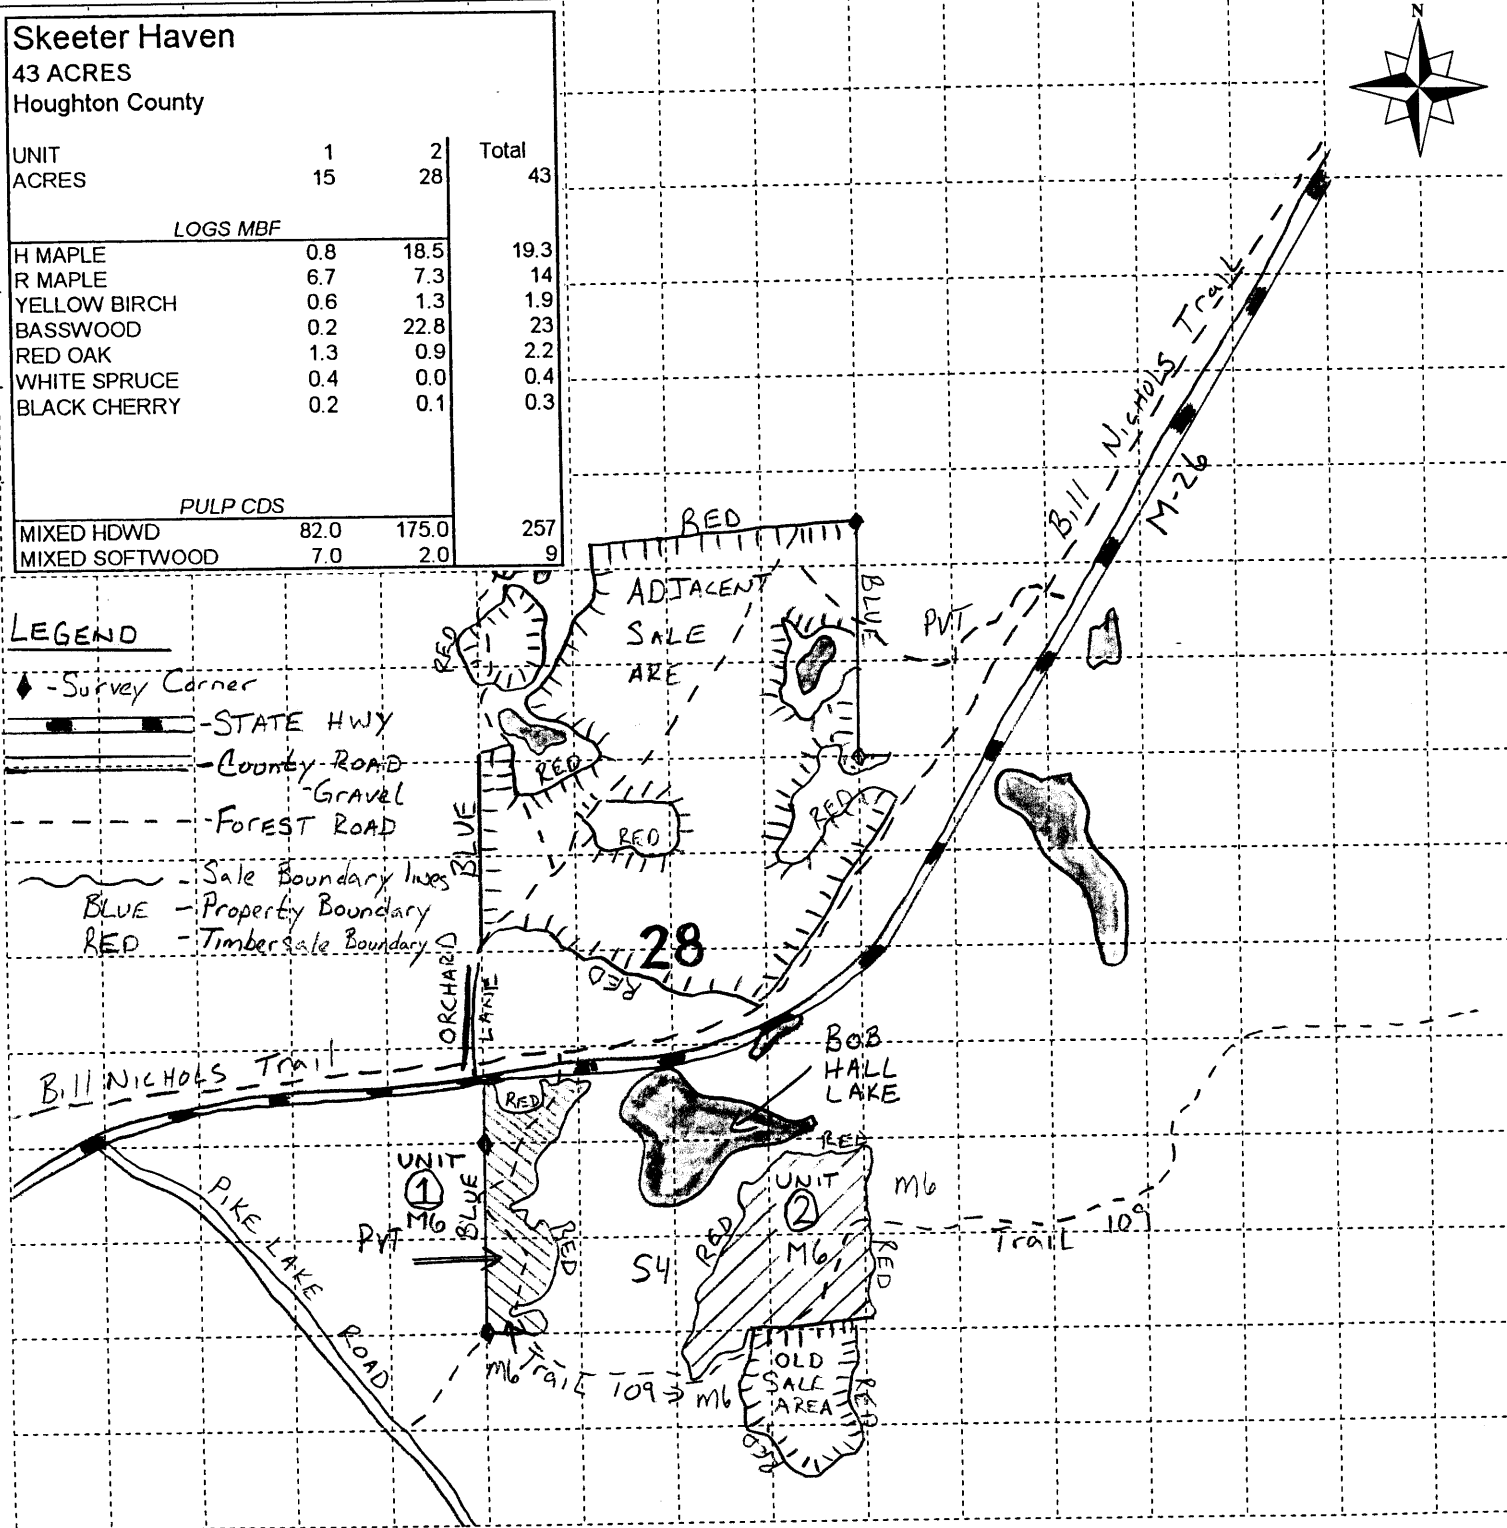 Skeeter Haven
43 ACRES
Houghton County
UNIT 1 2 Total
ACRES 15 28 43
LOGS MBF
H MAPLE 0.8 18.5 19.3
R MAPLE 6.7 7.3 14
YELLOW BIRCH 0.6 1.3 1.9
BASSWOOD 0.2 22.8 23
RED OAK 1.3 0.9 2.2
WHITE SPRUCE 0.4 0.0 0.4
BLACK CHERRY 0.2 0.1 0.3
PULP CDS
MIXED HDWD 82.0 175.0 257
MIXED SOFTWOOD 7.0 2.0 9
N
LEGEND
- Survey Corner
- STATE HWY
- County ROAD
- Gravel
- FOREST ROAD
- Sale Boundary lines
BLUE - Property Boundary
RED - Timbersale Boundary
Bill NICHOLS Trail
M-26
RED
ADJACENT
SALE
ARE
BLUE
PVT
RED
RED
RED
RED
BLUE
28
RED
ORCHARD
LAKE
Bill NICHOLS Trail
BOB
HALL
LAKE
RED
UNIT
1
M6
BLUE
PVT
RED
54
RED
UNIT
2
M6
RED
RED
M6
Trail 109
PIKE LAKE ROAD
M6 Trail 109 M6
OLD
SALE
AREA
RED
RED